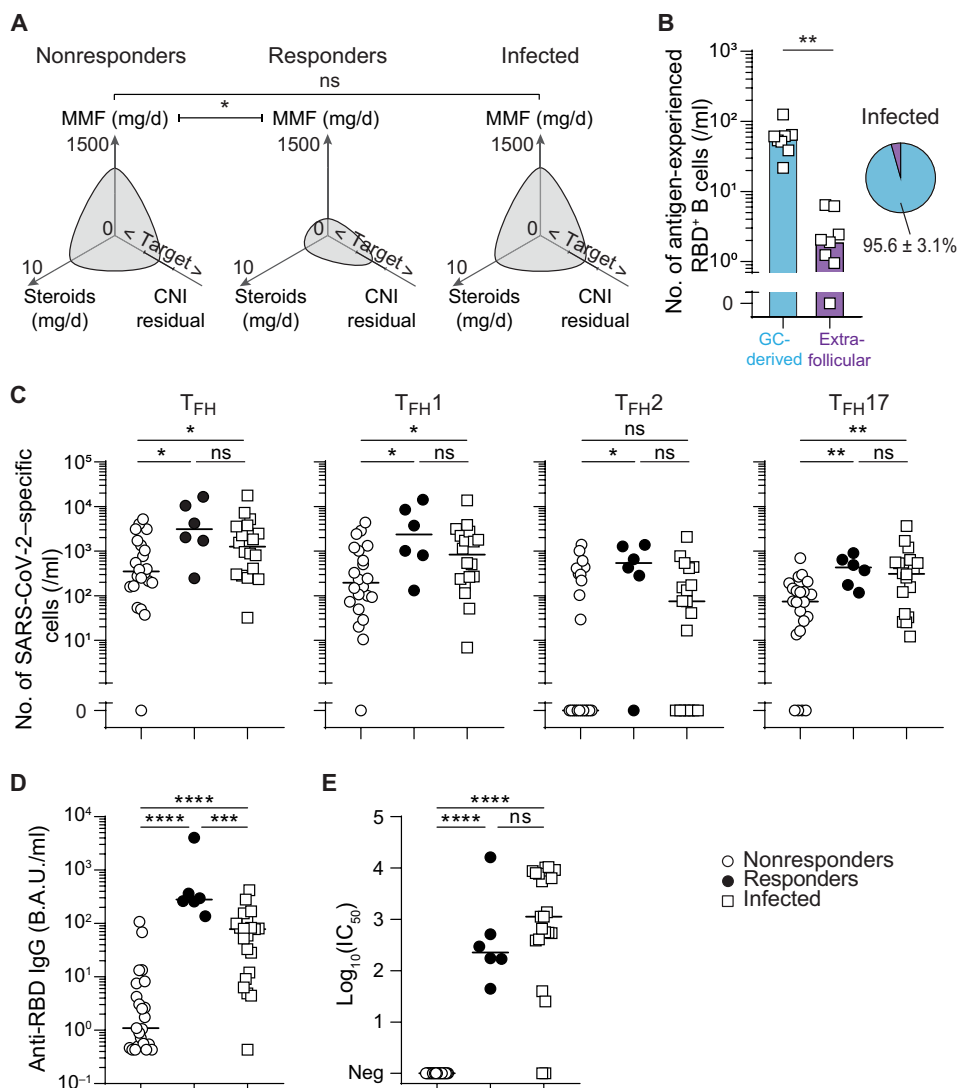 A
Nonresponders
Responders
Infected
ns
MMF (mg/d)
*
MMF (mg/d)
MMF (mg/d)
1500
1500
1500
0
0
0
< Target >
< Target >
< Target >
10
10
10
Steroids (mg/d)
CNI residual
Steroids (mg/d)
CNI residual
Steroids (mg/d)
CNI residual
B
No. of antigen-experienced RBD⁺ B cells (/ml)
**
10³
10²
10¹
10⁰
0
GC-derived
Extra-follicular
Infected
95.6 ± 3.1%
C
No. of SARS-CoV-2–specific cells (/ml)
10⁵
10⁴
10³
10²
10¹
0
T_FH
*
*
ns
T_FH1
*
*
ns
T_FH2
ns
*
ns
T_FH17
**
**
ns
D
Anti-RBD IgG (B.A.U./ml)
****
****
***
10⁴
10³
10²
10¹
10⁰
10⁻¹
E
Log₁₀(IC₅₀)
****
****
ns
5
4
3
2
1
Neg
Nonresponders
Responders
Infected